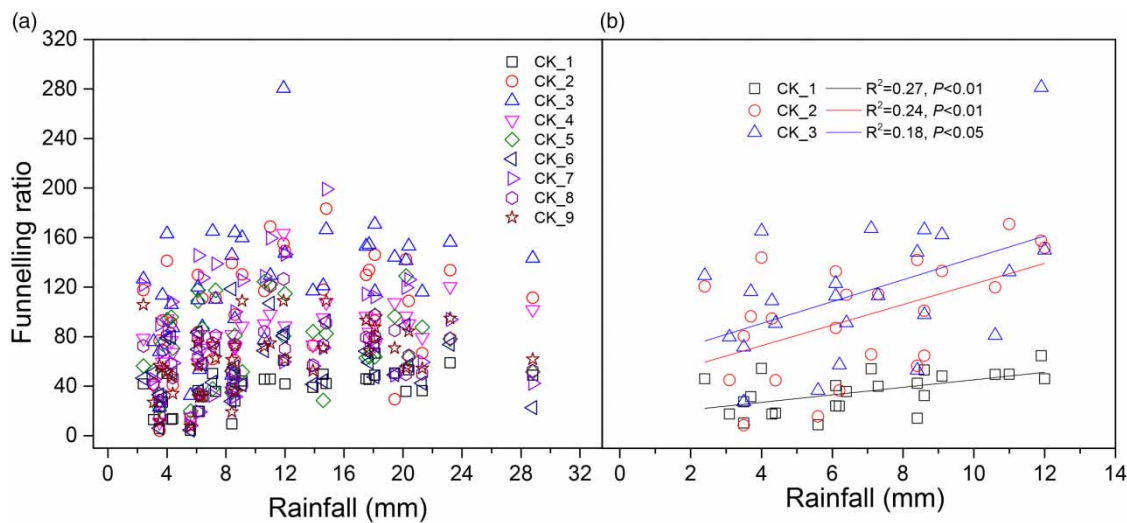 (a)
(b)
Funnelling ratio
320
280
240
200
160
120
80
40
0
CK_1
CK_2
CK_3
CK_4
CK_5
CK_6
CK_7
CK_8
CK_9
CK_1 R²=0.27, P<0.01
CK_2 R²=0.24, P<0.01
CK_3 R²=0.18, P<0.05
0 4 8 12 16 20 24 28 32
0 2 4 6 8 10 12 14
Rainfall (mm)
Rainfall (mm)